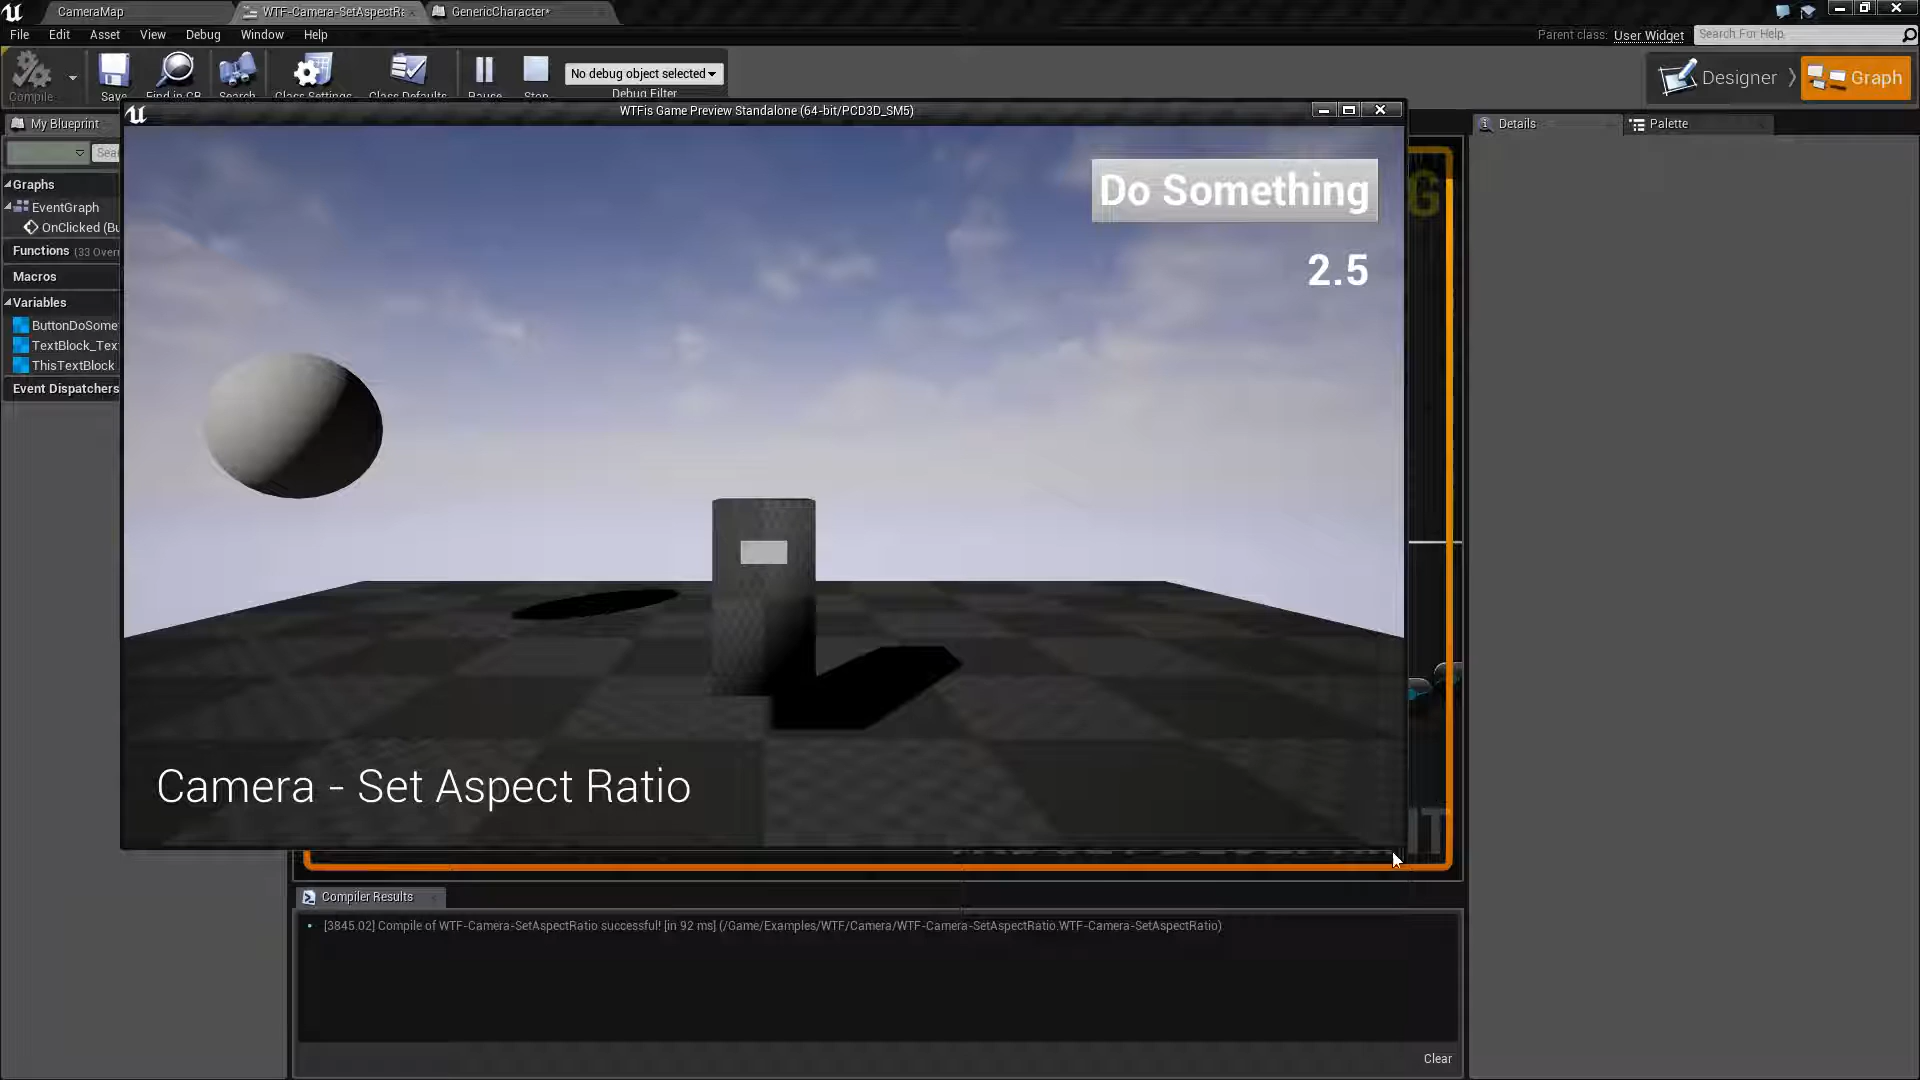 CameraMap
WTF-Camera-SetAspectRa
GenericCharacter*
File Edit Asset View Debug Window Help
Parent class: User Widget
Search For Help
Compile
Save
Find in CB
Search
Class Settings
Class Defaults
Pause
Stop
No debug object selected
Debug Filter
Designer
Graph
WTFis Game Preview Standalone (64-bit/PCD3D_SM5)
My Blueprint
Details
Palette
Sea
Graphs
EventGraph
OnClicked (Bu
Functions (33 Overr
Macros
Variables
ButtonDoSome
TextBlock_Tex
ThisTextBlock
Event Dispatchers
Do Something
2.5
Camera - Set Aspect Ratio
Compiler Results
[3845.02] Compile of WTF-Camera-SetAspectRatio successful! [in 92 ms] (/Game/Examples/WTF/Camera/WTF-Camera-SetAspectRatio.WTF-Camera-SetAspectRatio)
Clear